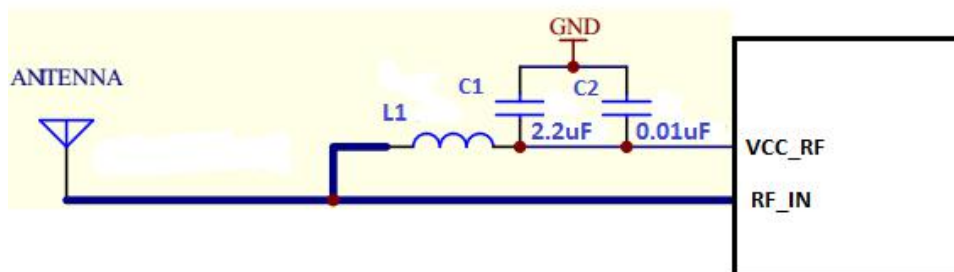 GND
ANTENNA
C1
C2
L1
2.2uF
0.01uF
VCC_RF
RF_IN